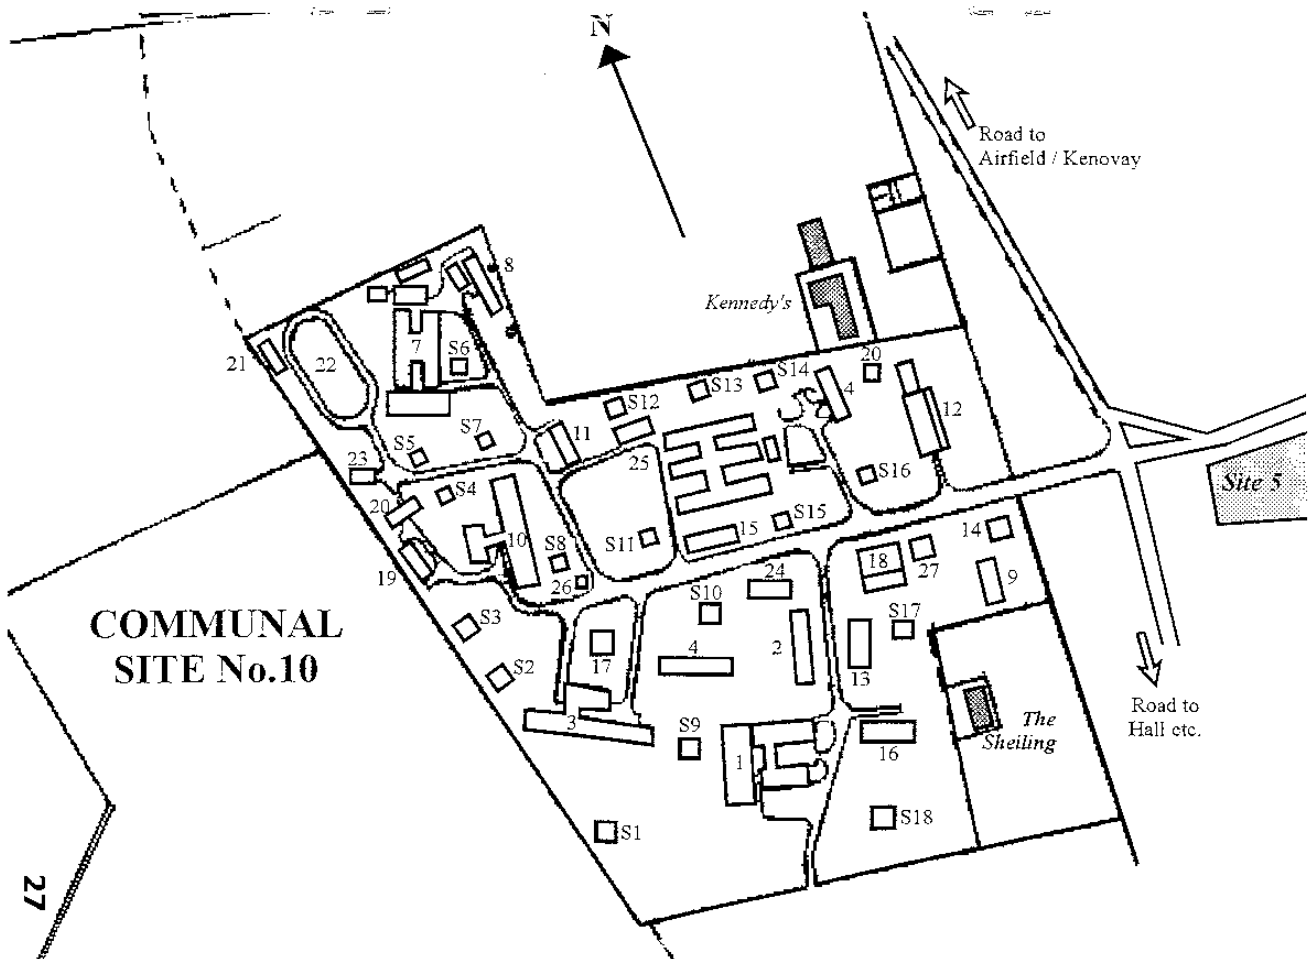 N
Road to
Airfield / Kenovay
Kennedy's
8
7
S6
21
22
20
S14
S13
4
12
S12
11
S7
S5
25
23
S16
S4
20
Site 5
15
S15
14
10
S11
S8
18
27
19
26
24
9
COMMUNAL
SITE No.10
S3
S10
S17
S2
17
4
2
13
Road to
Hall etc.
The
Sheiling
3
S9
1
16
S1
S18
27